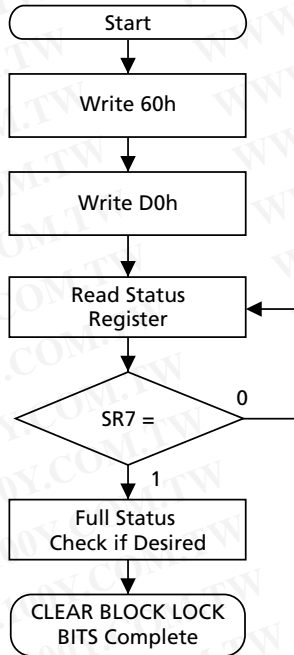 Start
Write 60h
Write D0h
Read Status
Register
0
SR7 =
1
Full Status
Check if Desired
CLEAR BLOCK LOCK
BITS Complete